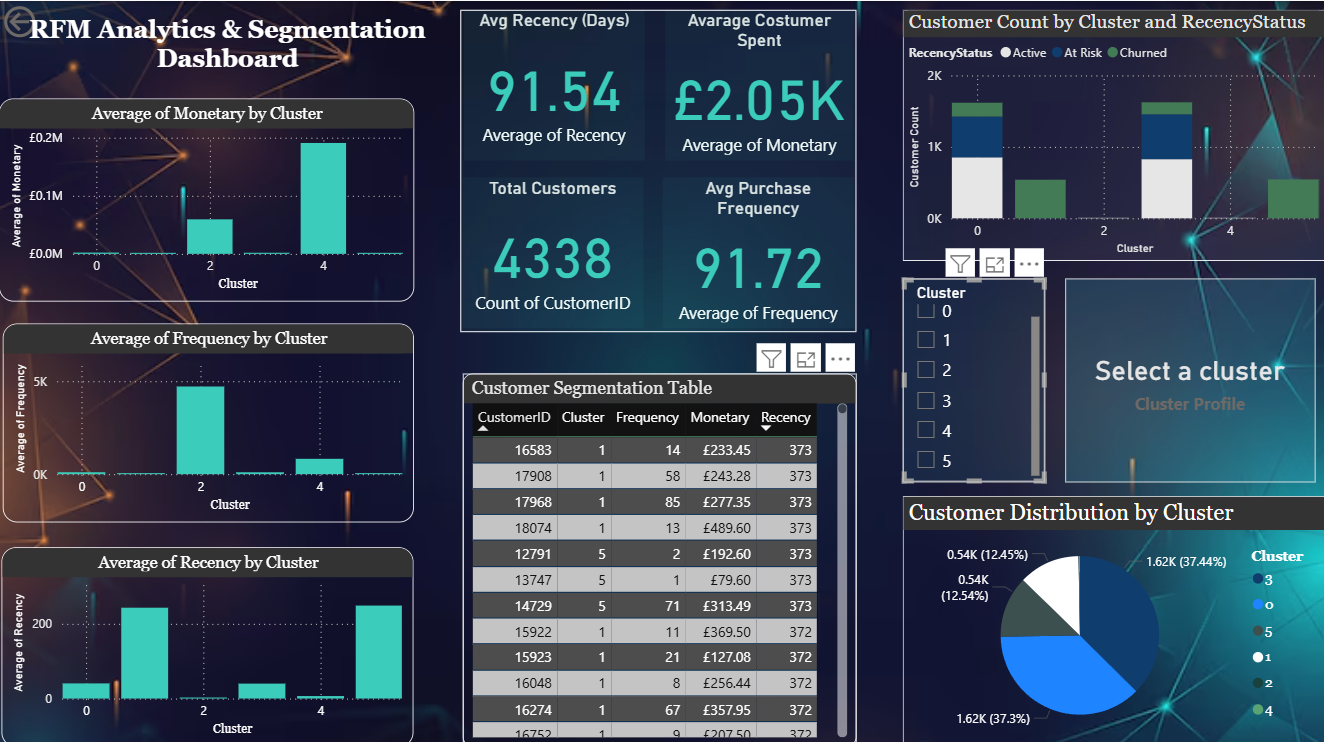 RFM Analytics & Segmentation
Dashboard
Average of Monetary by Cluster
Average of Monetary
£0.2M
£0.1M
£0.0M
0 2 4
Cluster
Average of Frequency by Cluster
Average of Frequency
5K
0K
0 2 4
Cluster
Average of Recency by Cluster
Average of Recency
200
0
0 2 4
Cluster
Avg Recency (Days)
91.54
Average of Recency
Avarage Costumer
Spent
£2.05K
Average of Monetary
Total Customers
4338
Count of CustomerID
Avg Purchase
Frequency
91.72
Average of Frequency
Customer Segmentation Table
CustomerID Cluster Frequency Monetary Recency
16583 1 14 £233.45 373
17908 1 58 £243.28 373
17968 1 85 £277.35 373
18074 1 13 £489.60 373
12791 5 2 £192.60 373
13747 5 1 £79.60 373
14729 5 71 £313.49 373
15922 1 11 £369.50 372
15923 1 21 £127.08 372
16048 1 8 £256.44 372
16274 1 67 £357.95 372
16752 1 9 £207.50 372
Customer Count by Cluster and RecencyStatus
RecencyStatus Active At Risk Churned
Customer Count
2K
1K
0K
0 2 4
Cluster
Cluster
0
1
2
3
4
5
Select a cluster
Cluster Profile
Customer Distribution by Cluster
0.54K (12.45%)
1.62K (37.44%)
0.54K
(12.54%)
1.62K (37.3%)
Cluster
3
0
5
1
2
4